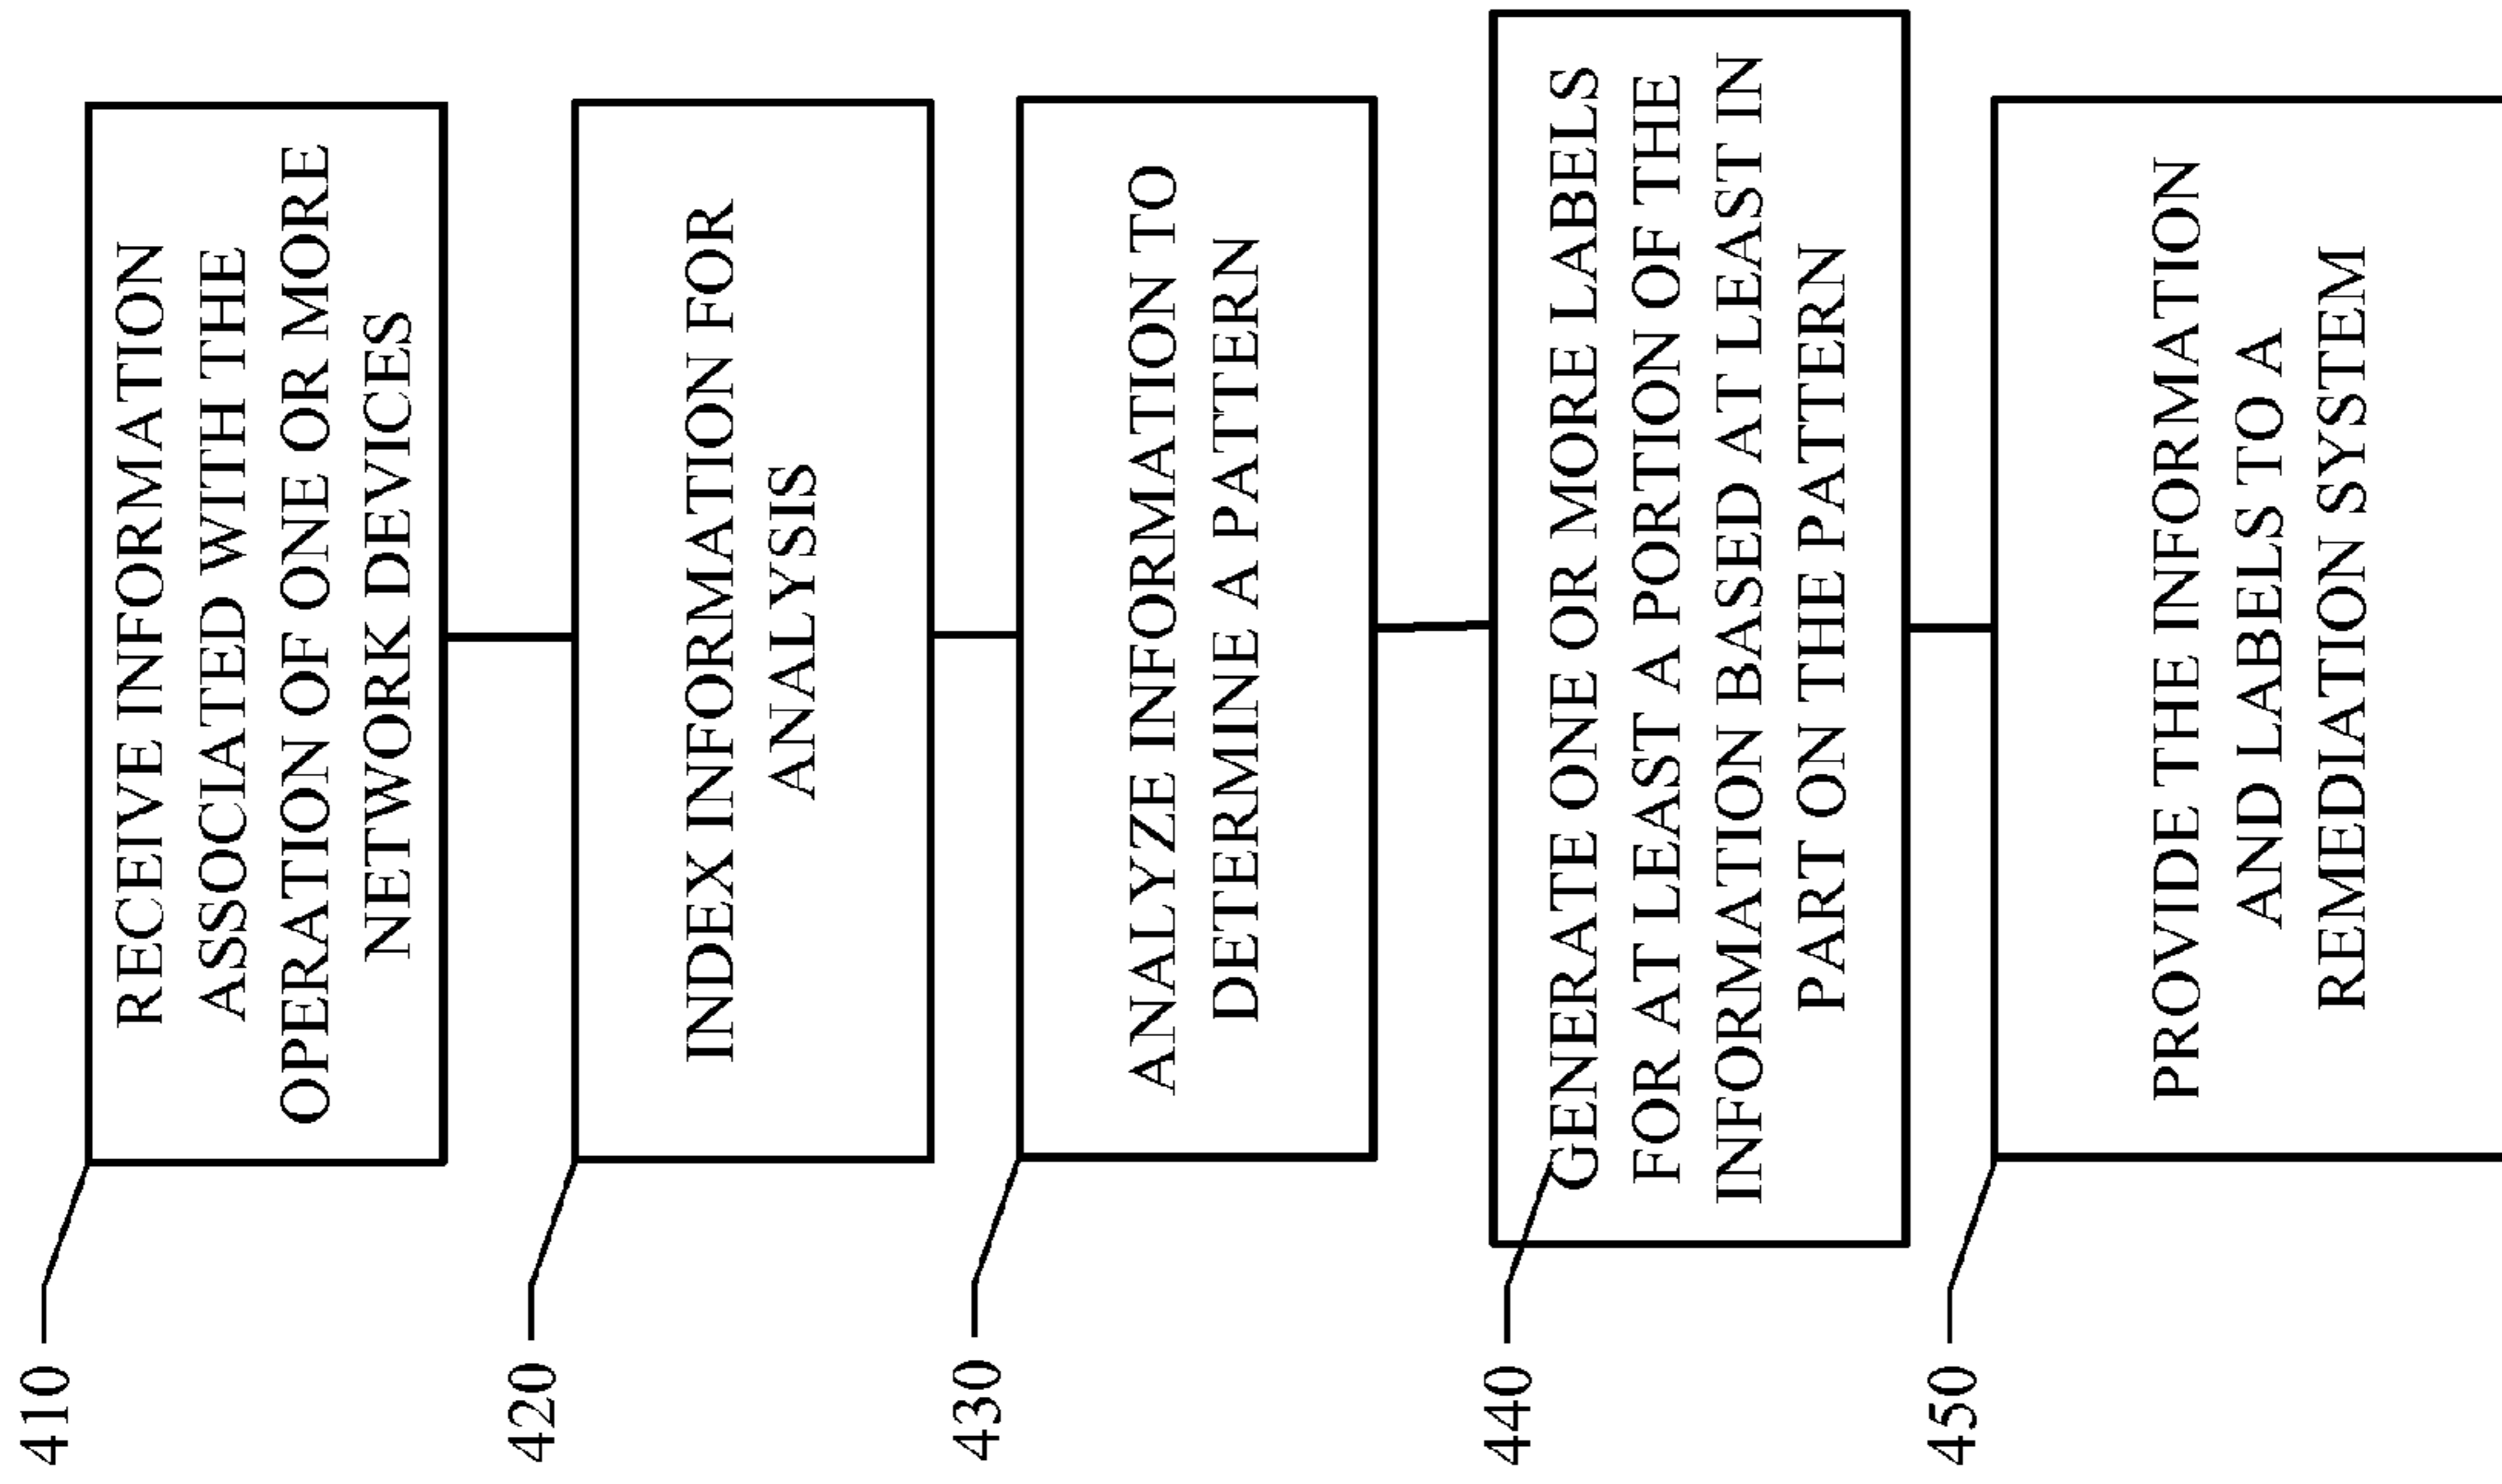 410
RECEIVE INFORMATION
ASSOCIATED WITH THE
OPERATION OF ONE OR MORE
NETWORK DEVICES
420
INDEX INFORMATION FOR
ANALYSIS
430
ANALYZE INFORMATION TO
DETERMINE A PATTERN
440
GENERATE ONE OR MORE LABELS
FOR AT LEAST A PORTION OF THE
INFORMATION BASED AT LEAST IN
PART ON THE PATTERN
450
PROVIDE THE INFORMATION
AND LABELS TO A
REMEDIATION SYSTEM